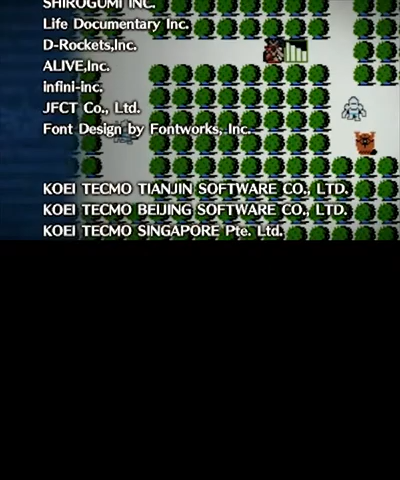 SHIROGUMI INC.
Life Documentary Inc.
D-Rockets,Inc.
ALIVE,Inc.
infini-inc.
JFCT Co., Ltd.
Font Design by Fontworks, Inc.
KOEI TECMO TIANJIN SOFTWARE CO., LTD.
KOEI TECMO BEIJING SOFTWARE CO., LTD.
KOEI TECMO SINGAPORE Pte. Ltd.